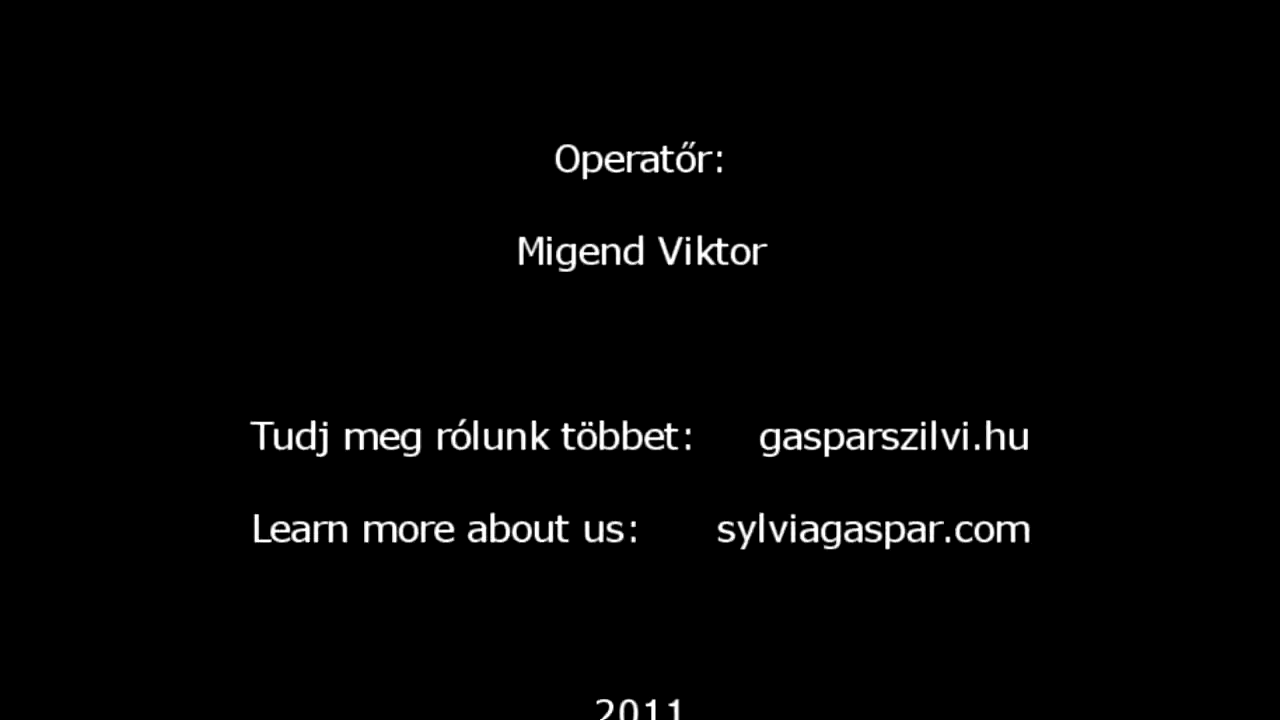 Operatőr:
Migend Viktor
Tudj meg rólunk többet: gasparszilvi.hu
Learn more about us: sylviagaspar.com
2011